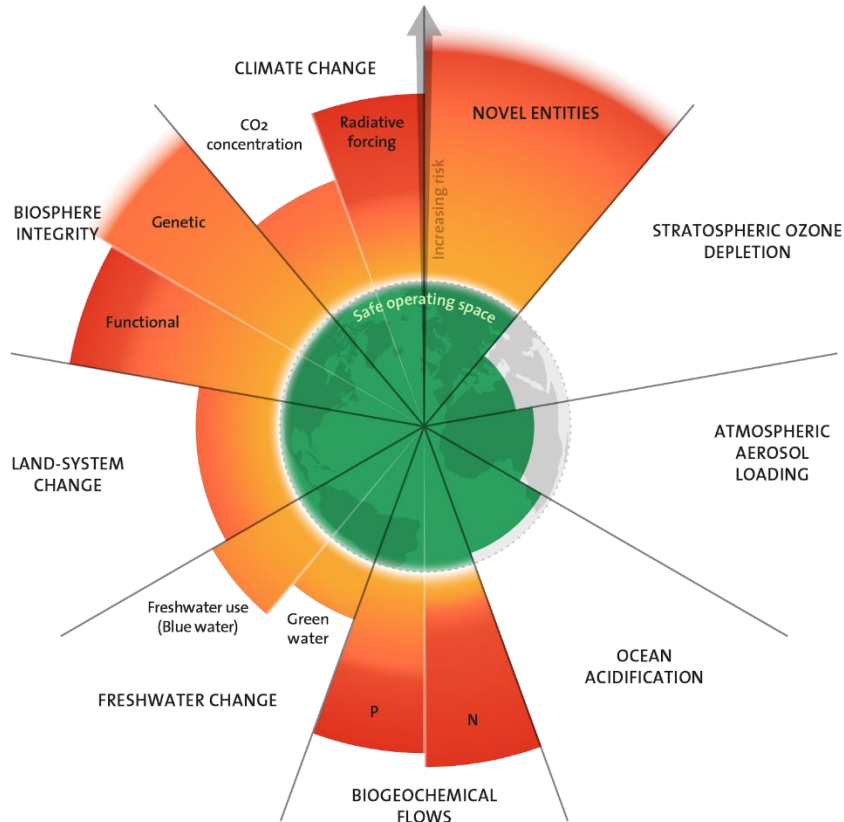 CLIMATE CHANGE
CO2
concentration
Radiative
forcing
NOVEL ENTITIES
Increasing risk
BIOSPHERE
INTEGRITY
Genetic
Functional
STRATOSPHERIC OZONE
DEPLETION
Safe operating space
LAND-SYSTEM
CHANGE
ATMOSPHERIC
AEROSOL
LOADING
Freshwater use
(Blue water)
Green
water
FRESHWATER CHANGE
OCEAN
ACIDIFICATION
P
N
BIOGEOCHEMICAL
FLOWS